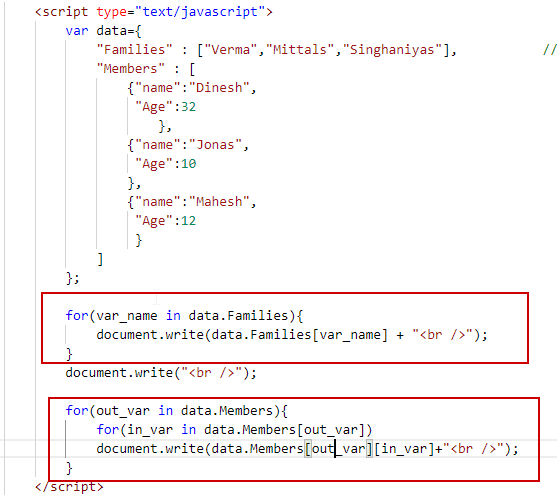 <script type="text/javascript">
var data={
"Families" : ["Verma","Mittals","Singhaniyas"], //
"Members" : [
{"name":"Dinesh",
"Age":32
},
{"name":"Jonas",
"Age":10
},
{"name":"Mahesh",
"Age":12
}
]
};
for(var_name in data.Families){
document.write(data.Families[var_name] + "<br />");
}
document.write("<br />");
for(out_var in data.Members){
for(in_var in data.Members[out_var])
document.write(data.Members[out_var][in_var]+"<br />");
}
</script>